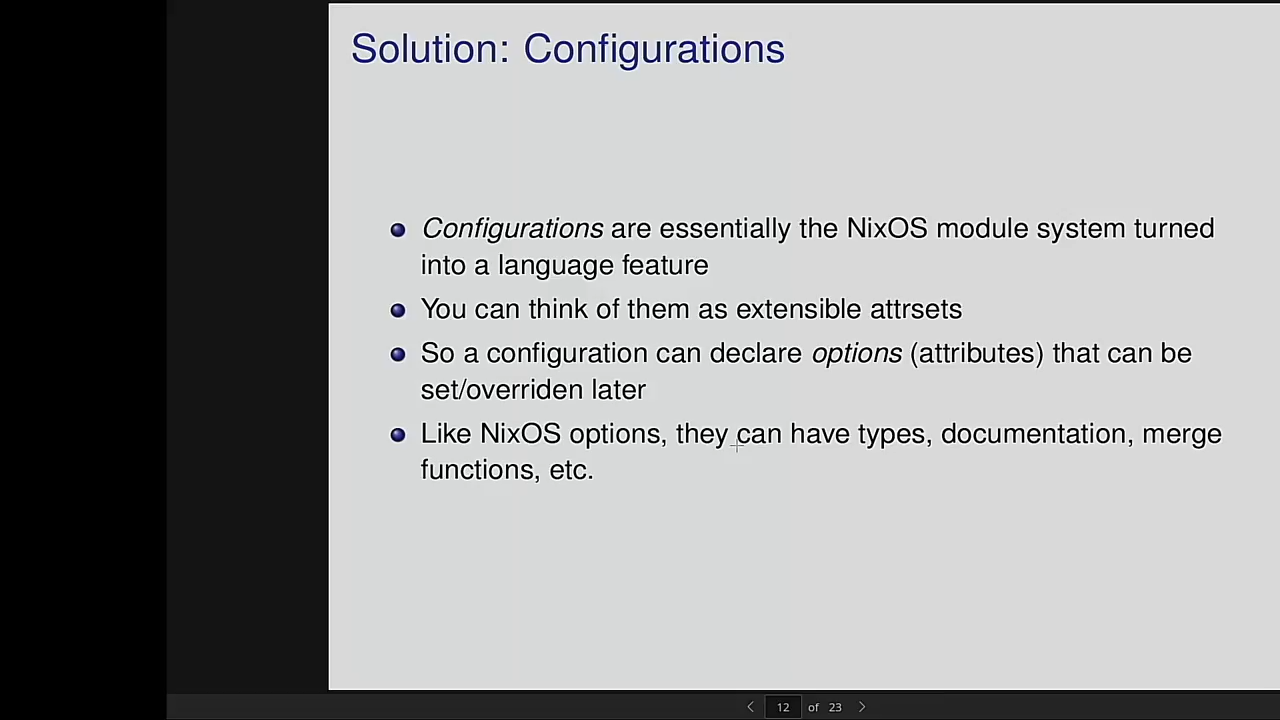 Solution: Configurations
Configurations are essentially the NixOS module system turned
into a language feature
You can think of them as extensible attrsets
So a configuration can declare options (attributes) that can be
set/overriden later
Like NixOS options, they can have types, documentation, merge
functions, etc.
12 of 23